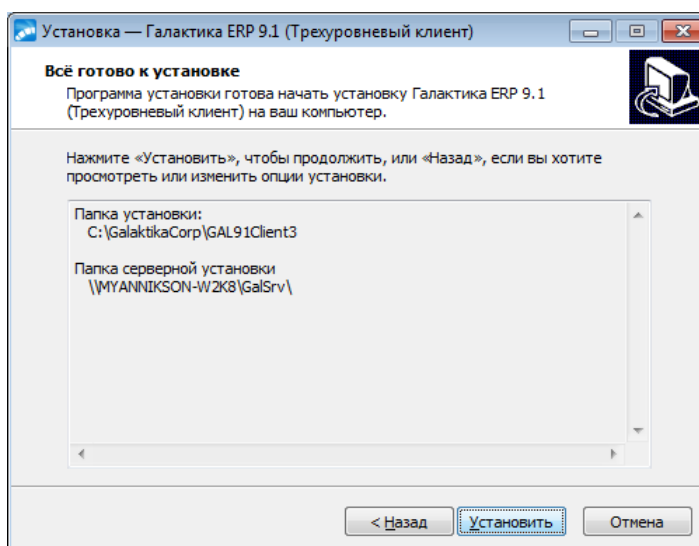 Установка — Галактика ERP 9.1 (Трехуровневый клиент)
Всё готово к установке
Программа установки готова начать установку Галактика ERP 9.1
(Трехуровневый клиент) на ваш компьютер.
Нажмите «Установить», чтобы продолжить, или «Назад», если вы хотите
просмотреть или изменить опции установки.
Папка установки:
C:\GalaktikaCorp\GAL91Client3
Папка серверной установки
\\MYANNIKSON-W2K8\GalSrv\
< Назад Установить Отмена